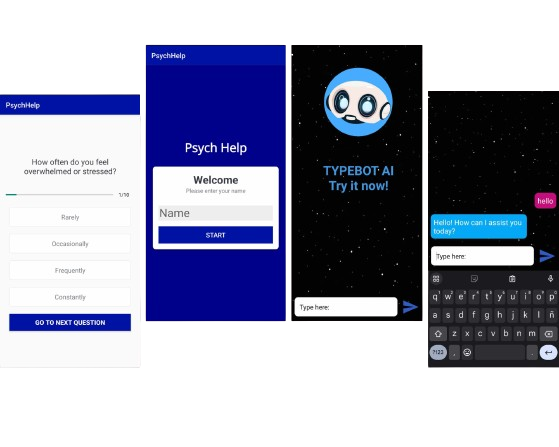 PsychHelp
How often do you feel
overwhelmed or stressed?
1/10
Rarely
Occasionally
Frequently
Constantly
GO TO NEXT QUESTION
PsychHelp
Psych Help
Welcome
Please enter your name
Name
START
TYPEBOT AI
Try it now!
Type here:
hello
Hello! How can I assist you
today?
Type here:
q w e r t y u i o p
a s d f g h j k l ñ
z x c v b n m
?123 , .